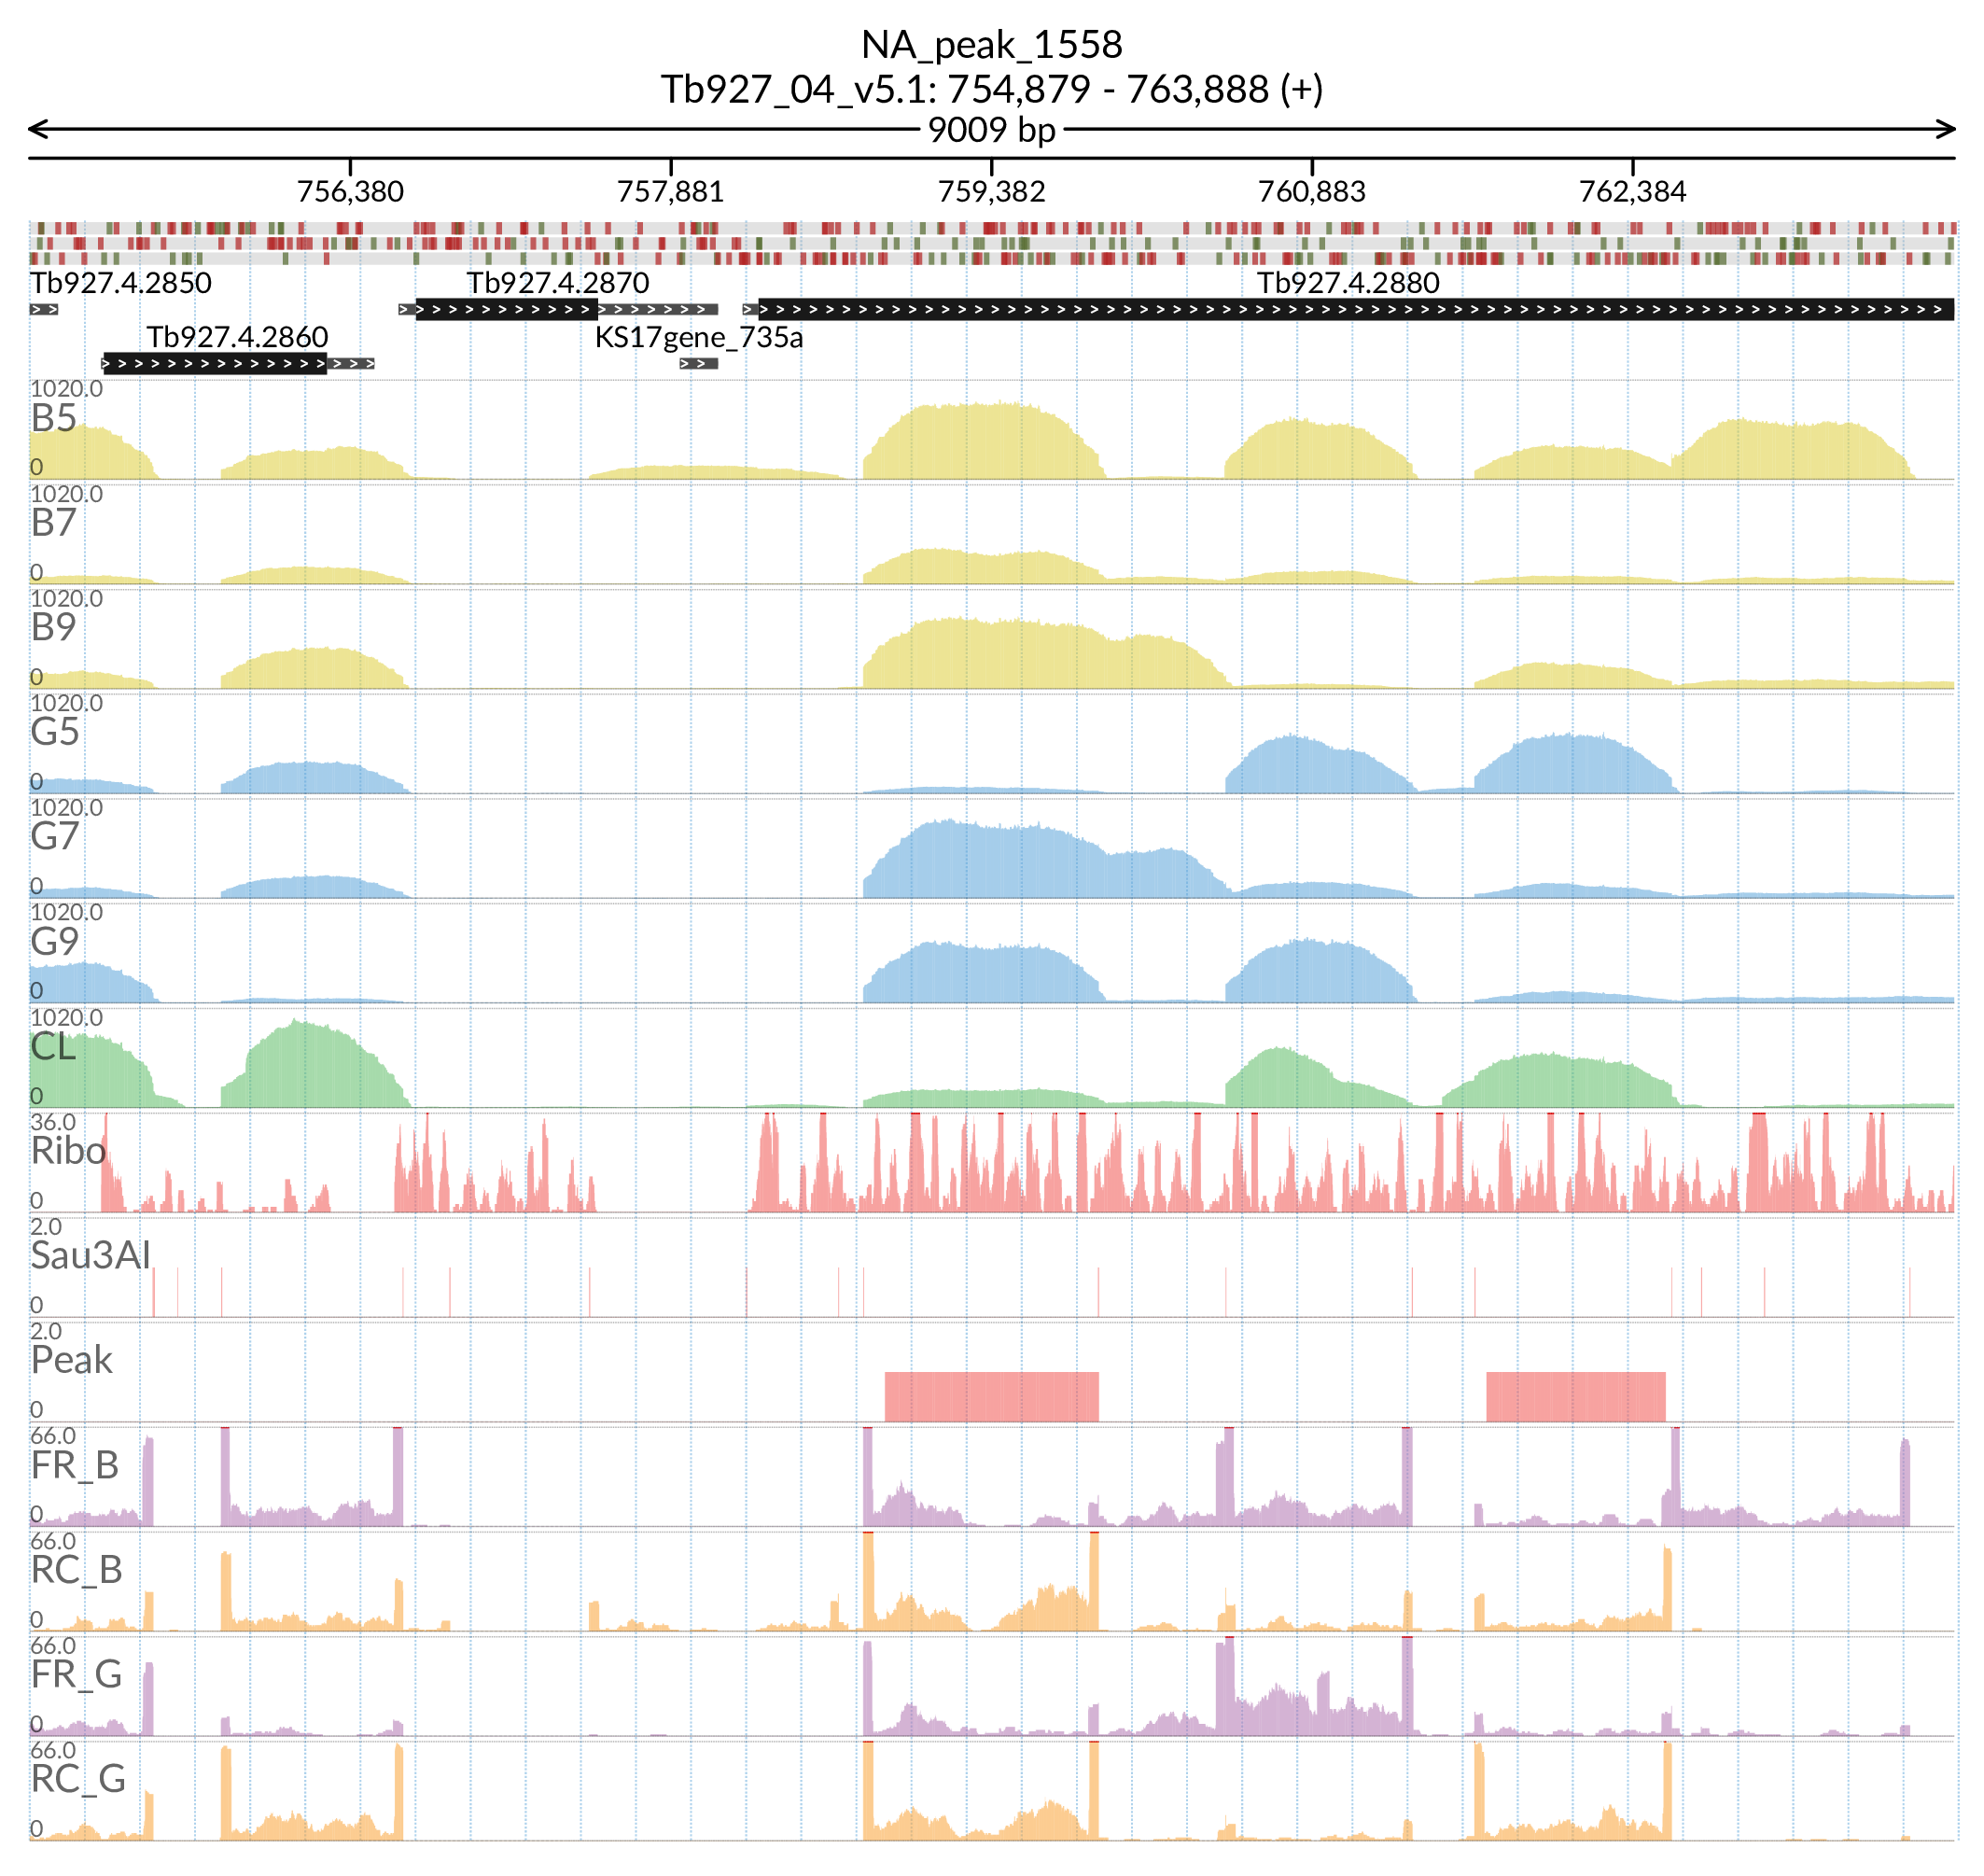 NA_peak_1558
Tb927_04_v5.1: 754,879 - 763,888 (+)
9009 bp
756,380 757,881 759,382 760,883 762,384
Tb927.4.2850 Tb927.4.2870 Tb927.4.2880
Tb927.4.2860 KS17gene_735a
1020.0
B5
0
1020.0
B7
0
1020.0
B9
0
1020.0
G5
0
1020.0
G7
0
1020.0
G9
0
1020.0
CL
0
36.0
Ribo
0
2.0
Sau3AI
0
2.0
Peak
0
66.0
FR_B
0
66.0
RC_B
0
66.0
FR_G
0
66.0
RC_G
0